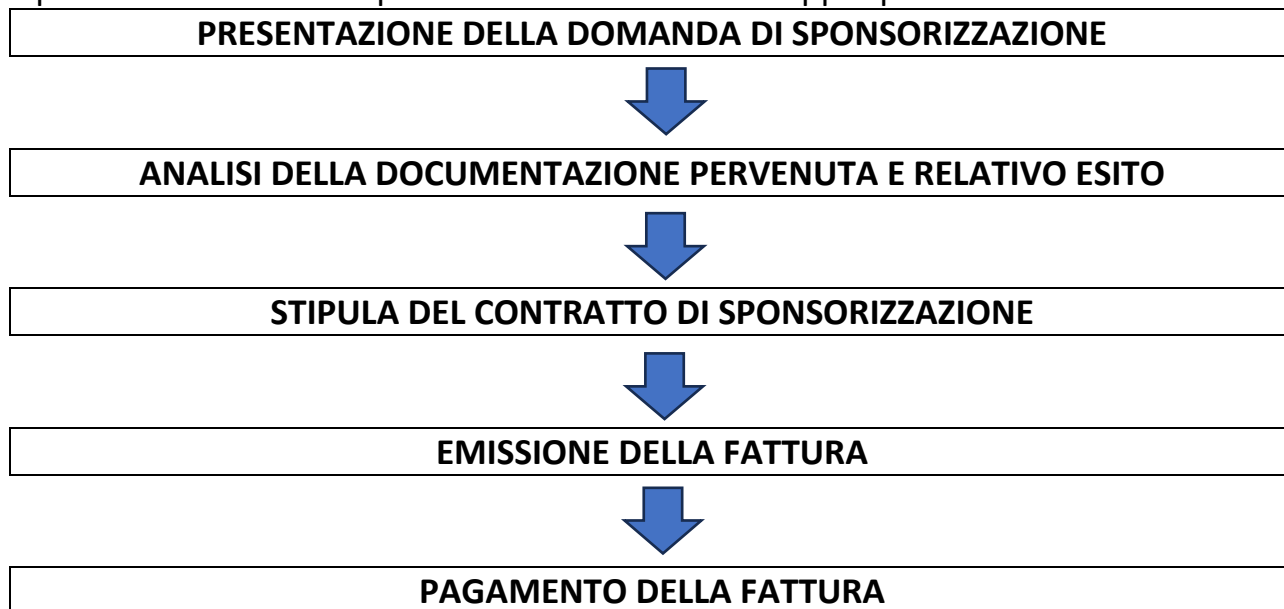 PRESENTAZIONE DELLA DOMANDA DI SPONSORIZZAZIONE
ANALISI DELLA DOCUMENTAZIONE PERVENUTA E RELATIVO ESITO
STIPULA DEL CONTRATTO DI SPONSORIZZAZIONE
EMISSIONE DELLA FATTURA
PAGAMENTO DELLA FATTURA